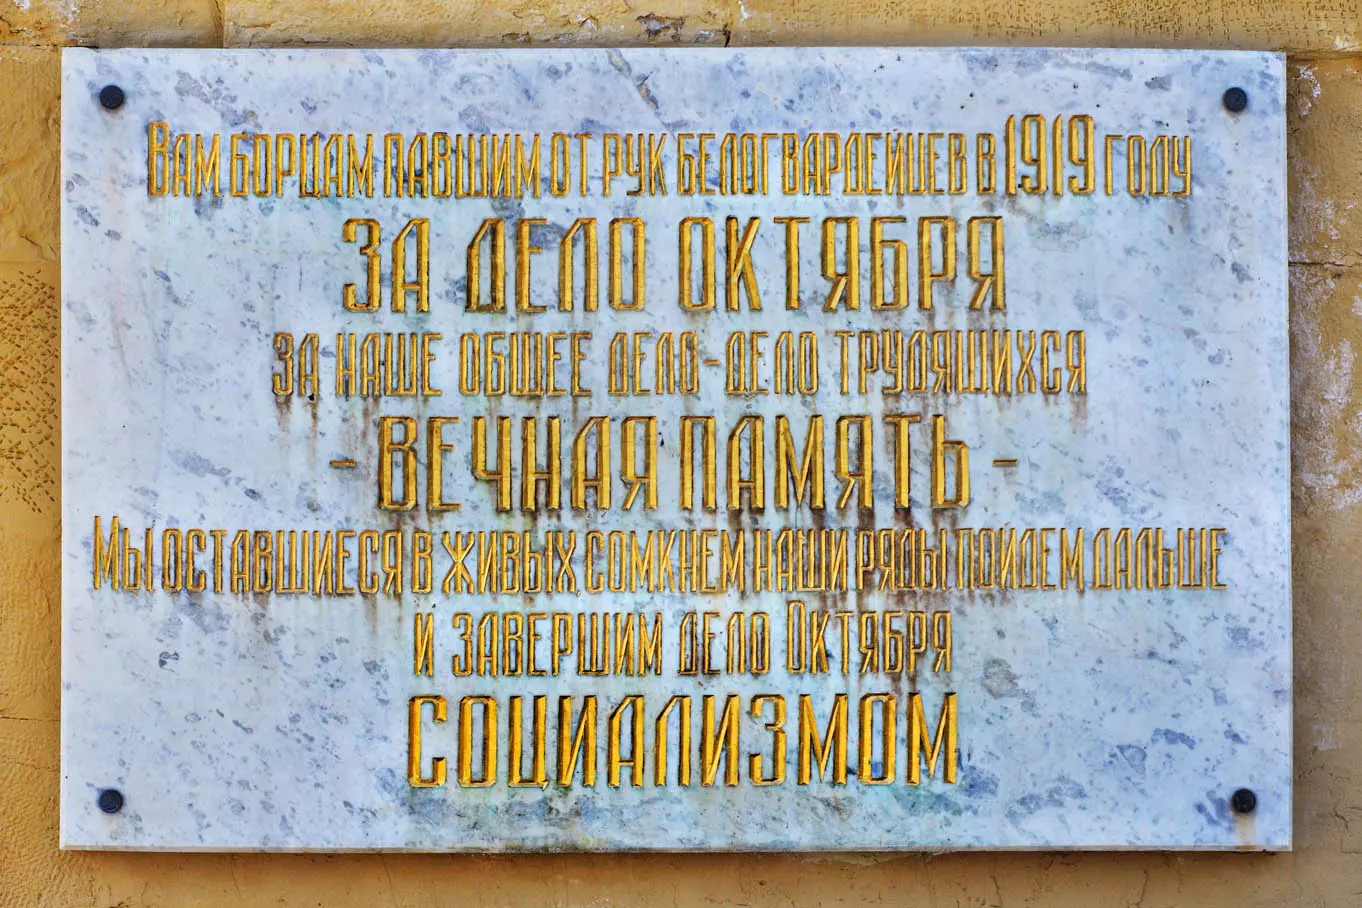 Вам борцам павшим от рук белогвардейцев в 1919 году
за дело Октября
за наше общее дело-дело трудящихся
- вечная память -
Мы оставшиеся в живых, сомкнем наши ряды, пойдем дальше
и завершим дело Октября
социализмом